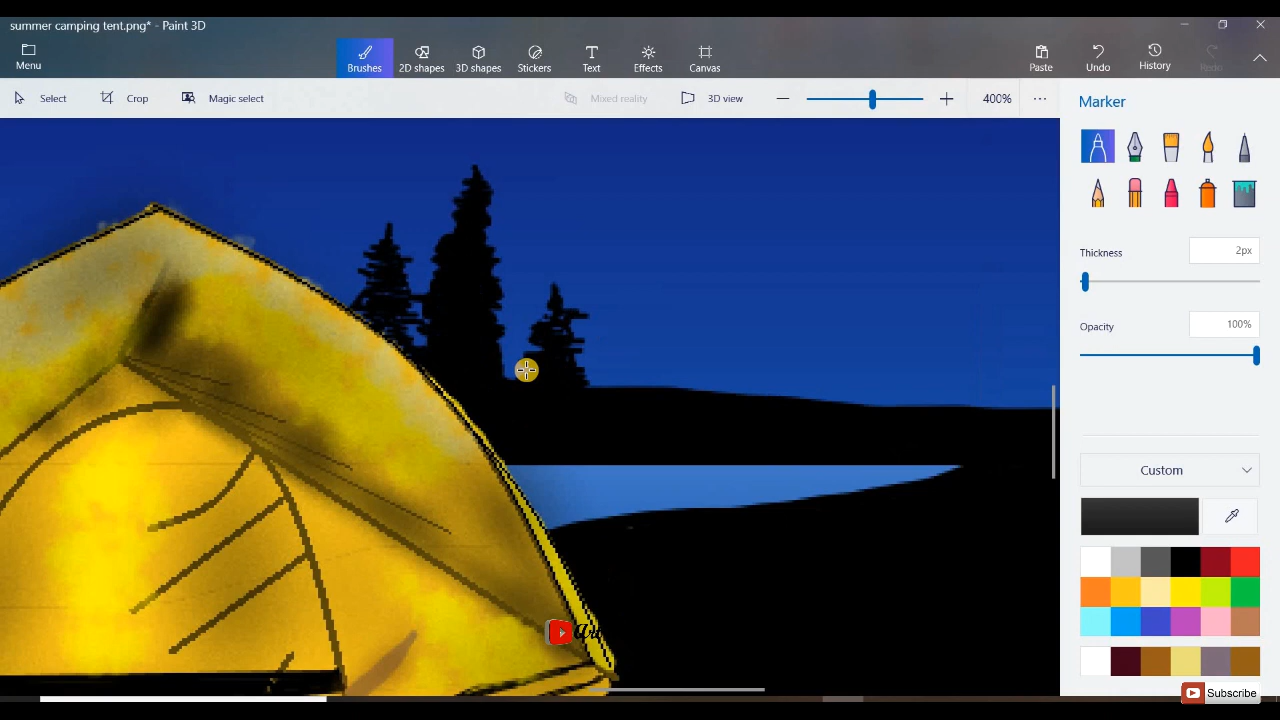 summer camping tent.png* - Paint 3D
Menu
Brushes
2D shapes
3D shapes
Stickers
Text
Effects
Canvas
Paste
Undo
History
Redo
Select
Crop
Magic select
Mixed reality
3D view
400%
Marker
Thickness
2px
Opacity
100%
Custom
Subscribe